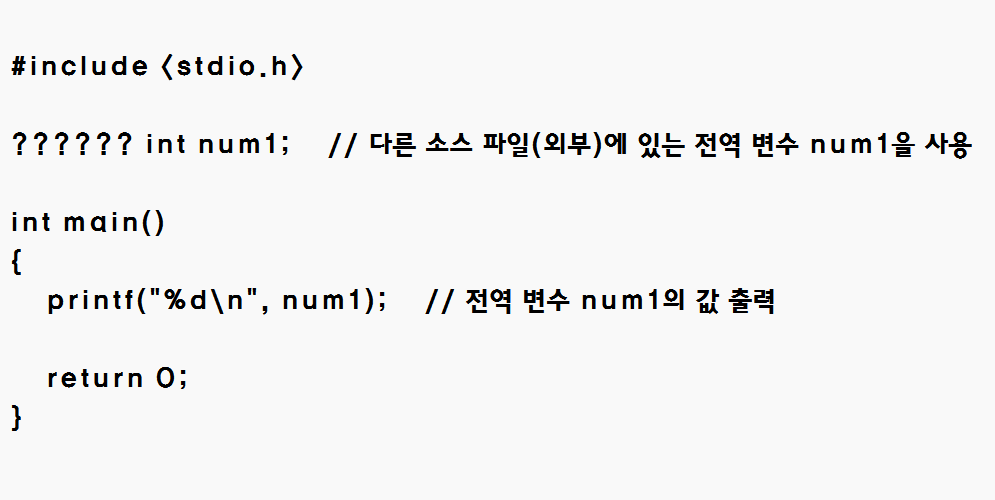 #include <stdio.h>
?????? int num1;    // 다른 소스 파일(외부)에 있는 전역 변수 num1을 사용
int main()
{
printf("%d\n", num1);    // 전역 변수 num1의 값 출력
return 0;
}